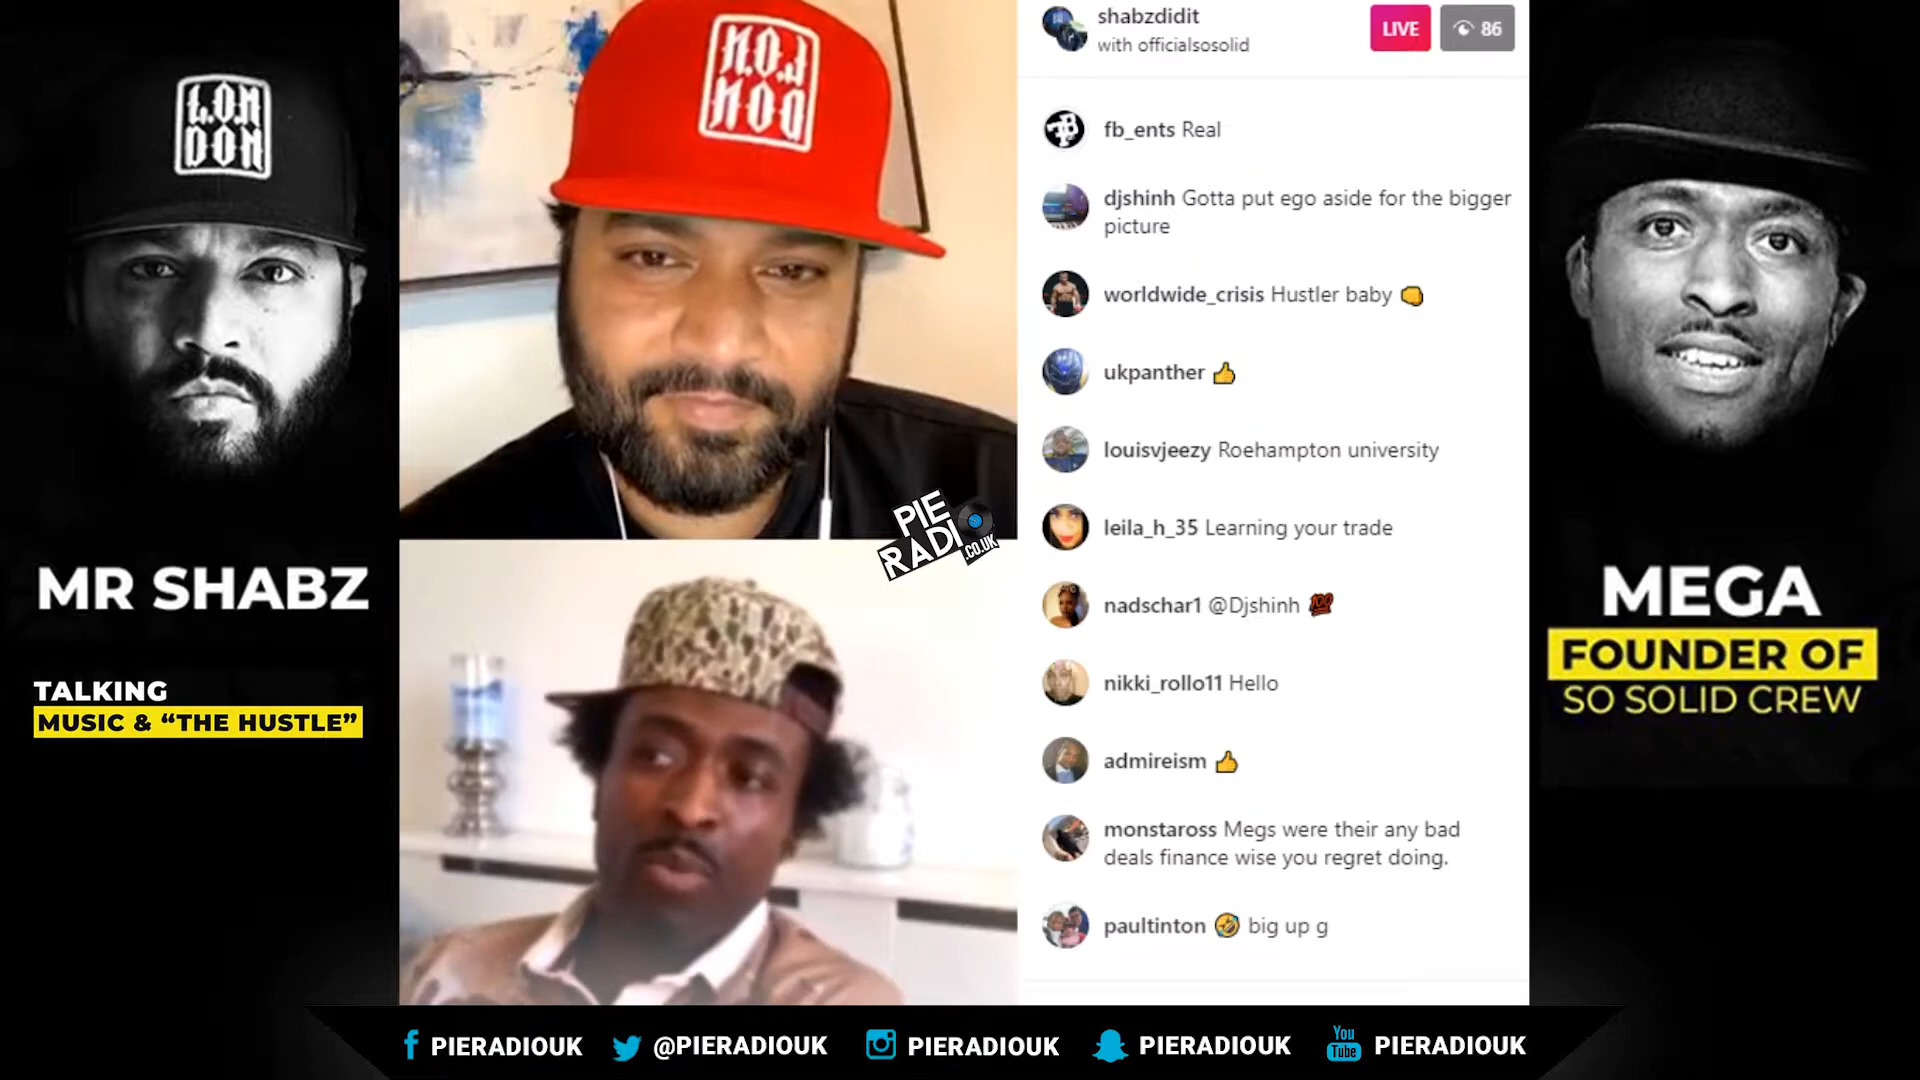 L.O.N
DON
MR SHABZ
TALKING
MUSIC & “THE HUSTLE”
L.O.N
DON
PIE
RADIO
.CO.UK
shabzdidit
with officialsosolid
LIVE
86
fb_ents Real
djshinh Gotta put ego aside for the bigger
picture
worldwide_crisis Hustler baby 👊
ukpanther 👍
louisvjeezy Roehampton university
leila_h_35 Learning your trade
nadschar1 @Djshinh 💯
nikki_rollo11 Hello
admireism 👍
monstaross Megs were their any bad
deals finance wise you regret doing.
paultinton 🤣 big up g
MEGA
FOUNDER OF
SO SOLID CREW
f PIERADIOUK
@PIERADIOUK
PIERADIOUK
PIERADIOUK
You
Tube
PIERADIOUK